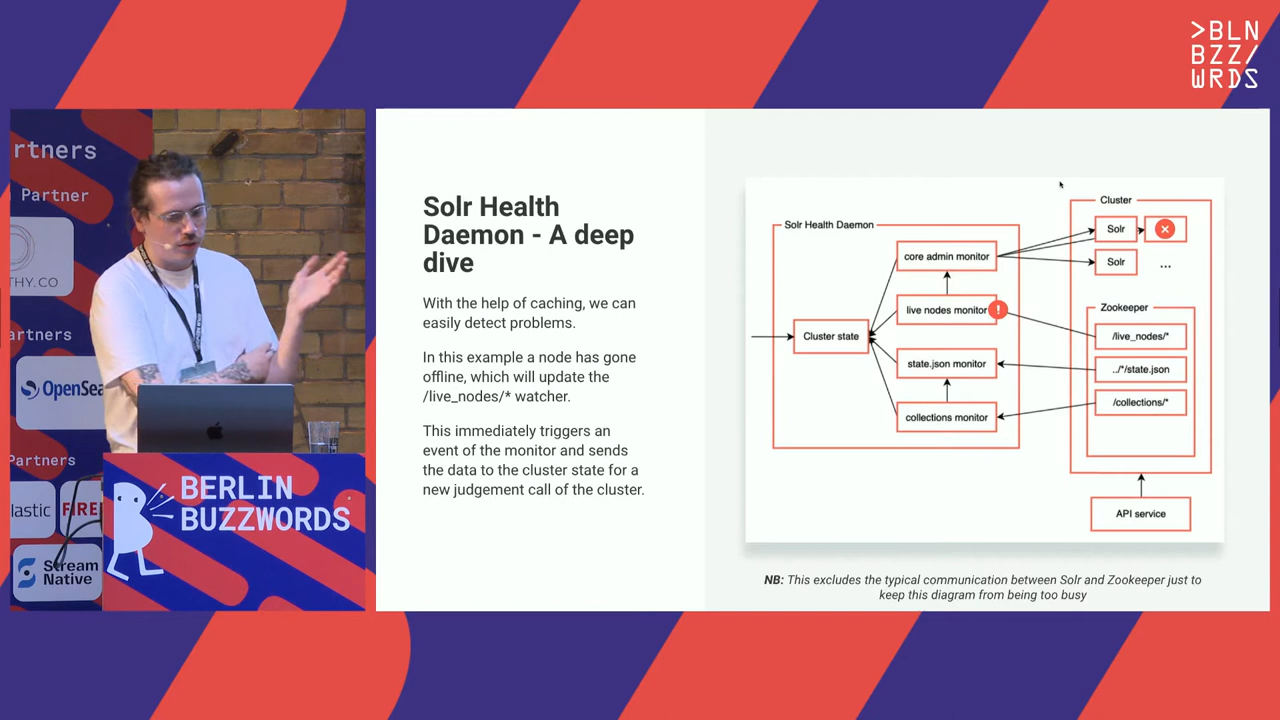 >BLN
BZZ/
WRDS
rtners
Partner
THY.CO
artners
OpenSea
Partners
lastic
FIRE
Stream
Native
BERLIN
BUZZWORDS
Solr Health
Daemon - A deep
dive
With the help of caching, we can
easily detect problems.
In this example a node has gone
offline, which will update the
/live_nodes/* watcher.
This immediately triggers an
event of the monitor and sends
the data to the cluster state for a
new judgement call of the cluster.
Solr Health Daemon
Cluster state
core admin monitor
live nodes monitor
!
state.json monitor
collections monitor
Cluster
Solr
Solr
...
Zookeeper
/live_nodes/*
../*/state.json
/collections/*
API service
NB: This excludes the typical communication between Solr and Zookeeper just to
keep this diagram from being too busy